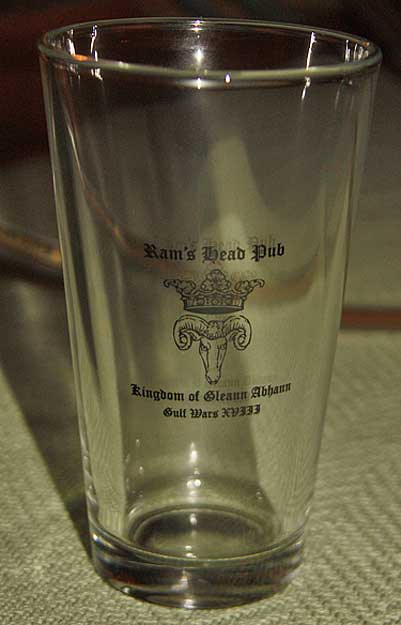 Ram's Head Pub
Kingdom of Gleann Abhann
Gulf Wars XVIII